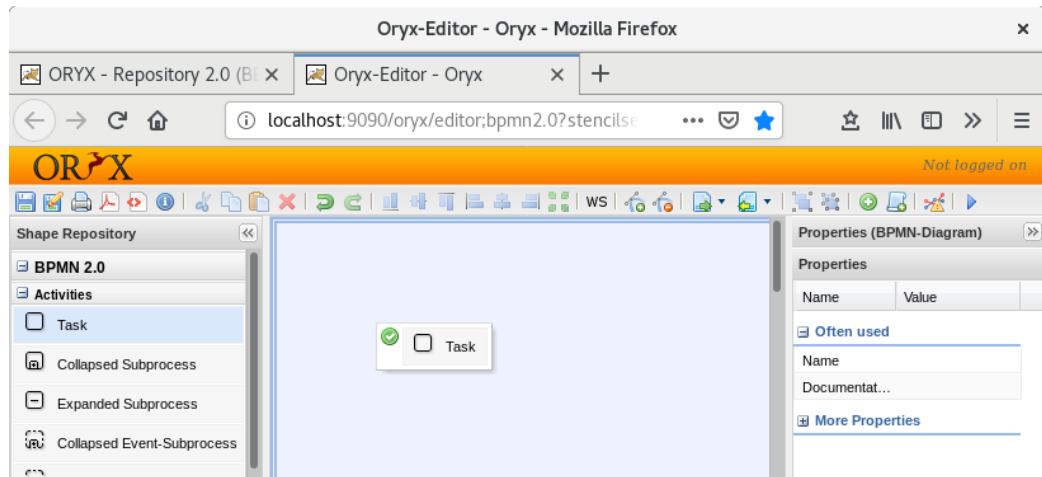 Oryx-Editor - Oryx - Mozilla Firefox
ORYX - Repository 2.0 (BE
Oryx-Editor - Oryx
localhost:9090/oryx/editor;bpmn2.0?stencilse
ORYX
Not logged on
WS
Shape Repository
BPMN 2.0
Activities
Task
Collapsed Subprocess
Expanded Subprocess
Collapsed Event-Subprocess
Task
Properties (BPMN-Diagram)
Properties
Name Value
Often used
Name
Documentat...
More Properties